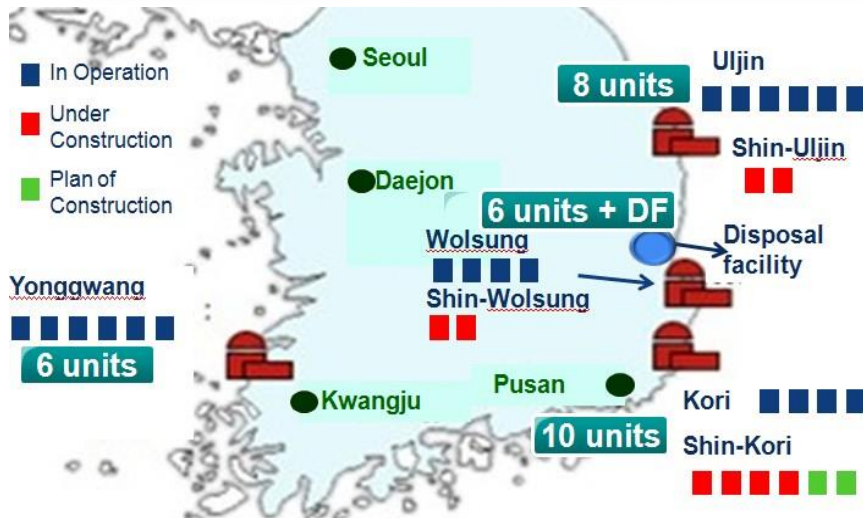 In Operation
Under
Construction
Plan of
Construction
Seoul
8 units
Uljin
Shin-Uljin
Daejon
6 units + DF
Wolsung
Shin-Wolsung
Disposal
facility
Yonggwang
6 units
Kwangju
Pusan
10 units
Kori
Shin-Kori